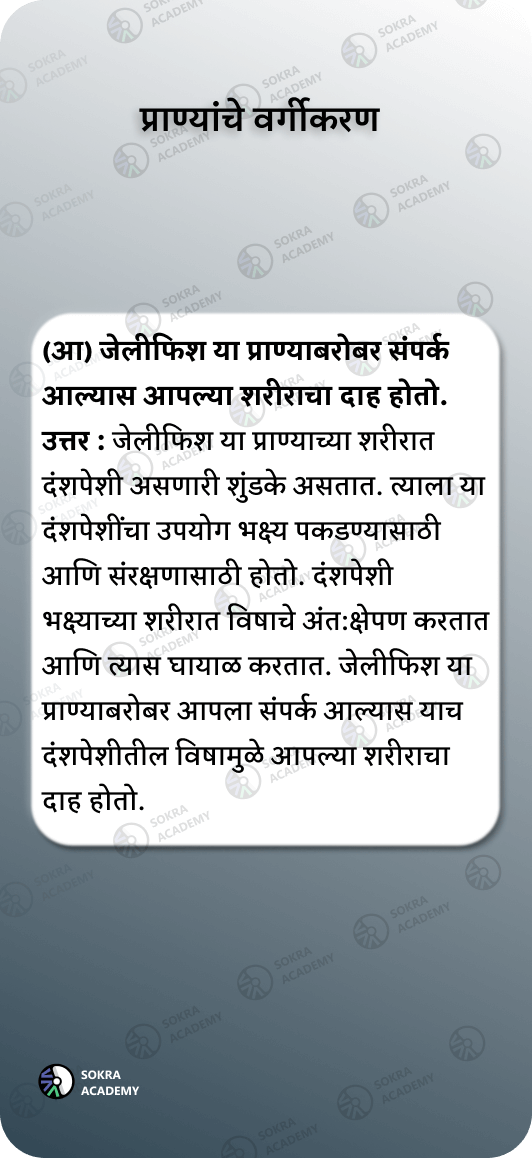 प्राण्यांचे वर्गीकरण
(आ) जेलीफिश या प्राण्याबरोबर संपर्क
आल्यास आपल्या शरीराचा दाह होतो.
उत्तर : जेलीफिश या प्राण्याच्या शरीरात
दंशपेशी असणारी शुंडके असतात. त्याला या
दंशपेशींचा उपयोग भक्ष्य पकडण्यासाठी
आणि संरक्षणासाठी होतो. दंशपेशी
भक्ष्याच्या शरीरात विषाचे अंत:क्षेपण करतात
आणि त्यास घायाळ करतात. जेलीफिश या
प्राण्याबरोबर आपला संपर्क आल्यास याच
दंशपेशीतील विषामुळे आपल्या शरीराचा
दाह होतो.
SOKRA
ACADEMY